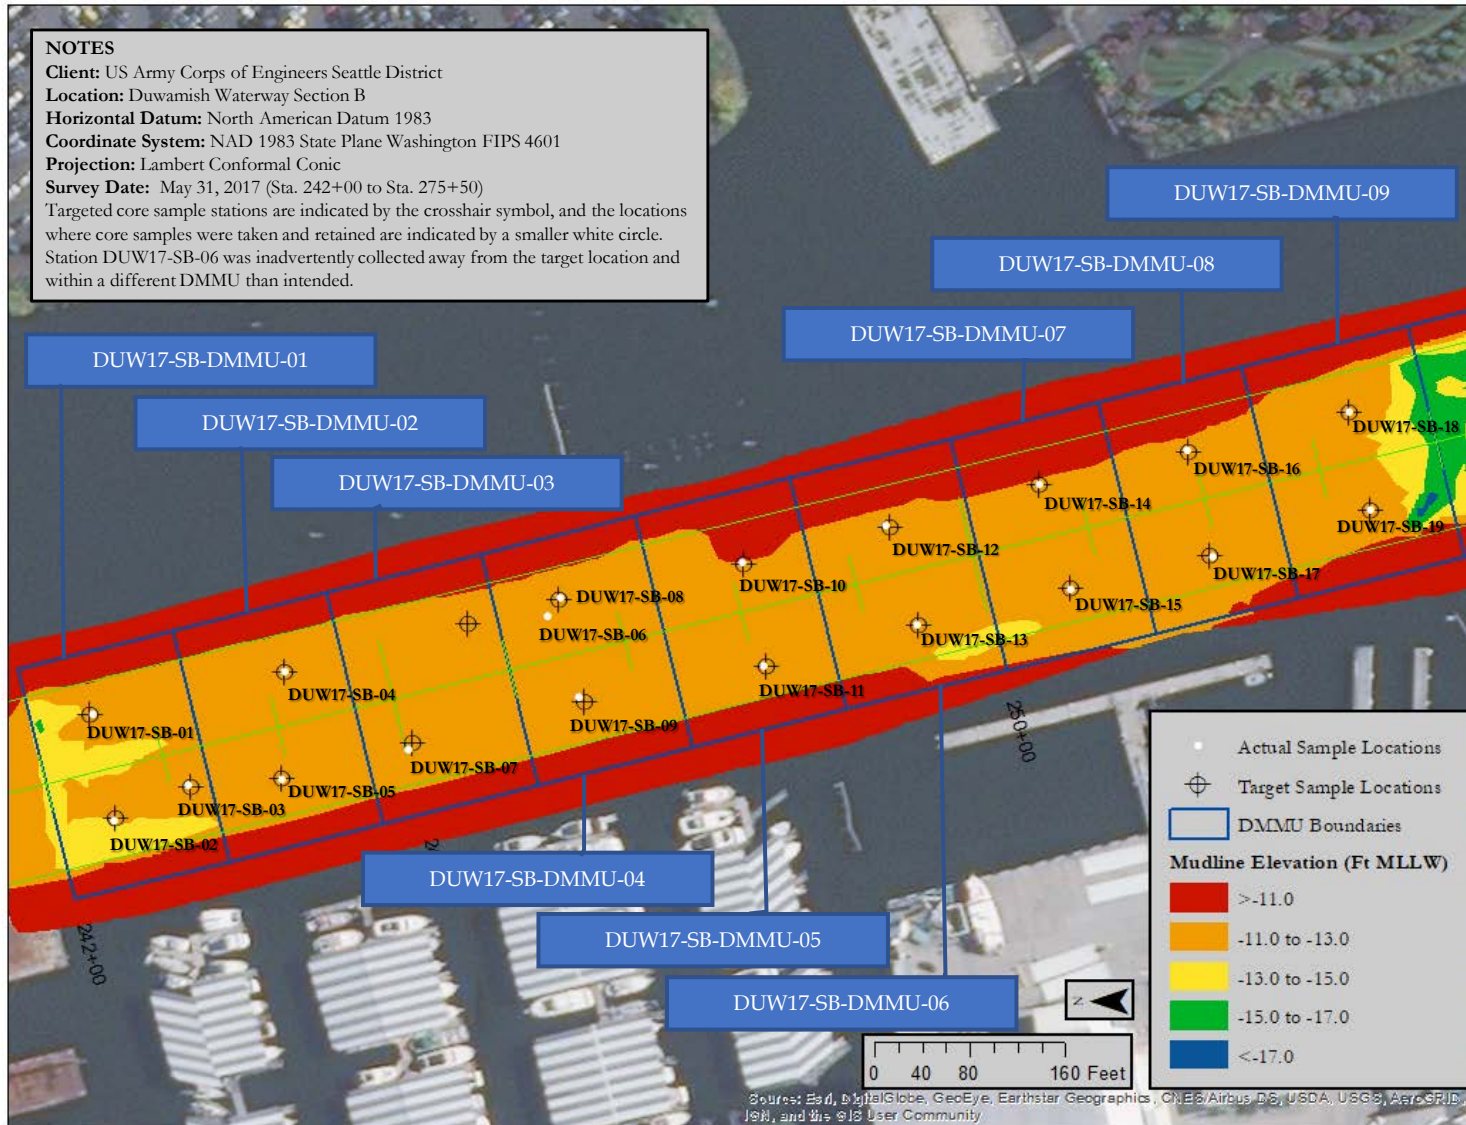 NOTES
Client: US Army Corps of Engineers Seattle District
Location: Duwamish Waterway Section B
Horizontal Datum: North American Datum 1983
Coordinate System: NAD 1983 State Plane Washington FIPS 4601
Projection: Lambert Conformal Conic
Survey Date: May 31, 2017 (Sta. 242+00 to Sta. 275+50)
Targeted core sample stations are indicated by the crosshair symbol, and the locations
where core samples were taken and retained are indicated by a smaller white circle.
Station DUW17-SB-06 was inadvertently collected away from the target location and
within a different DMMU than intended.
DUW17-SB-DMMU-09
DUW17-SB-DMMU-08
DUW17-SB-DMMU-07
DUW17-SB-DMMU-01
DUW17-SB-DMMU-02
DUW17-SB-DMMU-03
DUW17-SB-18
DUW17-SB-16
DUW17-SB-14
DUW17-SB-19
DUW17-SB-12
DUW17-SB-17
DUW17-SB-10
DUW17-SB-08
DUW17-SB-15
DUW17-SB-06
DUW17-SB-13
DUW17-SB-11
DUW17-SB-04
DUW17-SB-09
DUW17-SB-01
DUW17-SB-07
DUW17-SB-05
DUW17-SB-03
DUW17-SB-02
250+00
242+00
DUW17-SB-DMMU-04
DUW17-SB-DMMU-05
DUW17-SB-DMMU-06
Actual Sample Locations
Target Sample Locations
DMMU Boundaries
Mudline Elevation (Ft MLLW)
>-11.0
-11.0 to -13.0
-13.0 to -15.0
-15.0 to -17.0
<-17.0
N
0 40 80 160 Feet
Source: Esri, DigitalGlobe, GeoEye, Earthstar Geographics, CNES/Airbus DS, USDA, USGS, AeroGRID,
IGN, and the GIS User Community